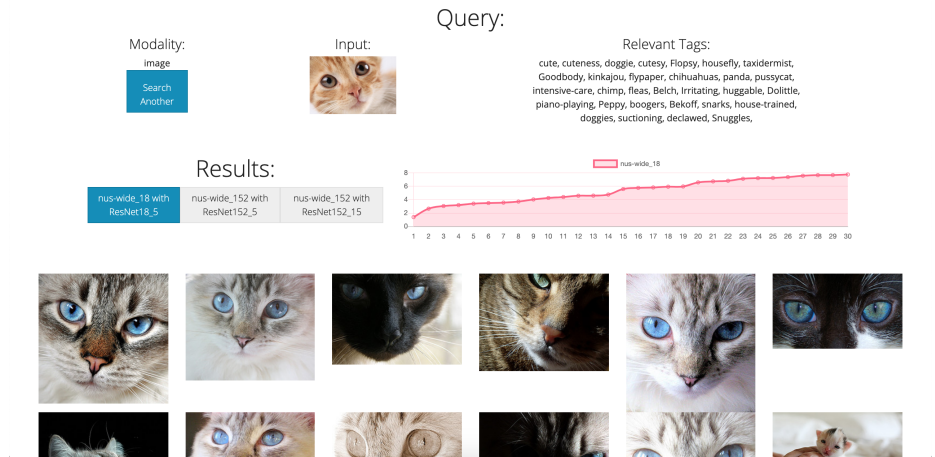 Query:
Modality:
image
Search
Another
Input:
Relevant Tags:
cute, cuteness, doggie, cutesy, Flopsy, housefly, taxidermist,
Goodbody, kinkajou, flypaper, chihuahuas, panda, pussycat,
intensive-care, chimp, fleas, Belch, Irritating, huggable, Dolittle,
piano-playing, Peppy, boogers, Bekoff, snarks, house-trained,
doggies, suctioning, declawed, Snuggles,
Results:
nus-wide_18 with
ResNet18_5
nus-wide_152 with
ResNet152_5
nus-wide_152 with
ResNet152_15
nus-wide_18
8
6
4
2
0
1 2 3 4 5 6 7 8 9 10 11 12 13 14 15 16 17 18 19 20 21 22 23 24 25 26 27 28 29 30